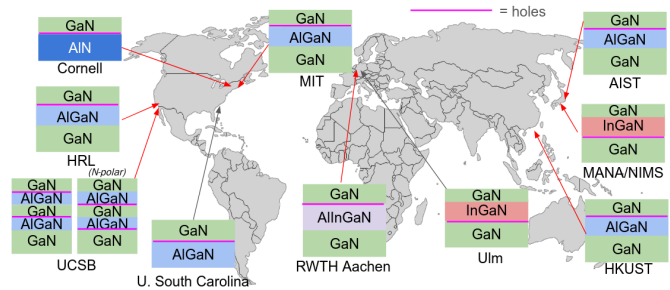 = holes
GaN
AlN
Cornell
GaN
AlGaN
GaN
MIT
GaN
AlGaN
GaN
AIST
GaN
AlGaN
GaN
HRL
GaN
InGaN
GaN
MANA/NIMS
(N-polar)
GaN
AlGaN
GaN
AlGaN
GaN
GaN
AlGaN
GaN
AlGaN
GaN
UCSB
GaN
AlGaN
U. South Carolina
GaN
AlInGaN
GaN
RWTH Aachen
GaN
InGaN
GaN
Ulm
GaN
AlGaN
GaN
HKUST